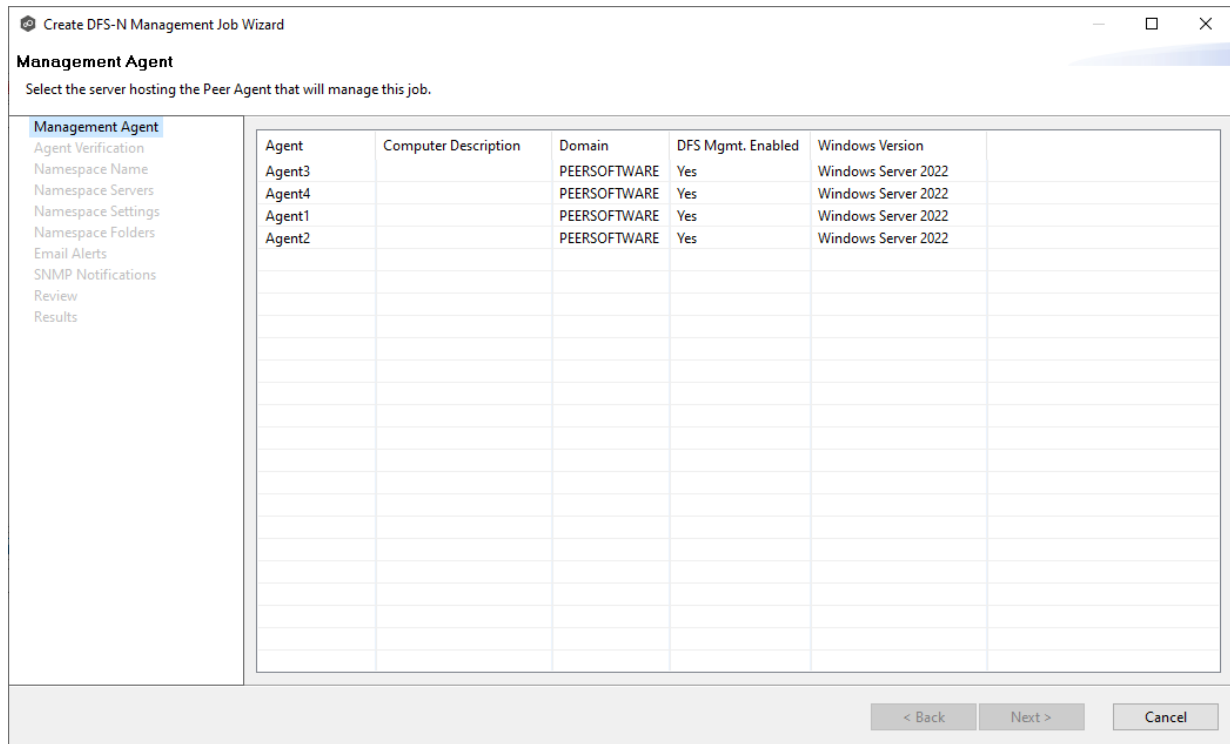 Create DFS-N Management Job Wizard
Management Agent
Select the server hosting the Peer Agent that will manage this job.
Management Agent
Agent Verification
Namespace Name
Namespace Servers
Namespace Settings
Namespace Folders
Email Alerts
SNMP Notifications
Review
Results
Agent Computer Description Domain DFS Mgmt. Enabled Windows Version
Agent3 PEERSOFTWARE Yes Windows Server 2022
Agent4 PEERSOFTWARE Yes Windows Server 2022
Agent1 PEERSOFTWARE Yes Windows Server 2022
Agent2 PEERSOFTWARE Yes Windows Server 2022
< Back Next > Cancel